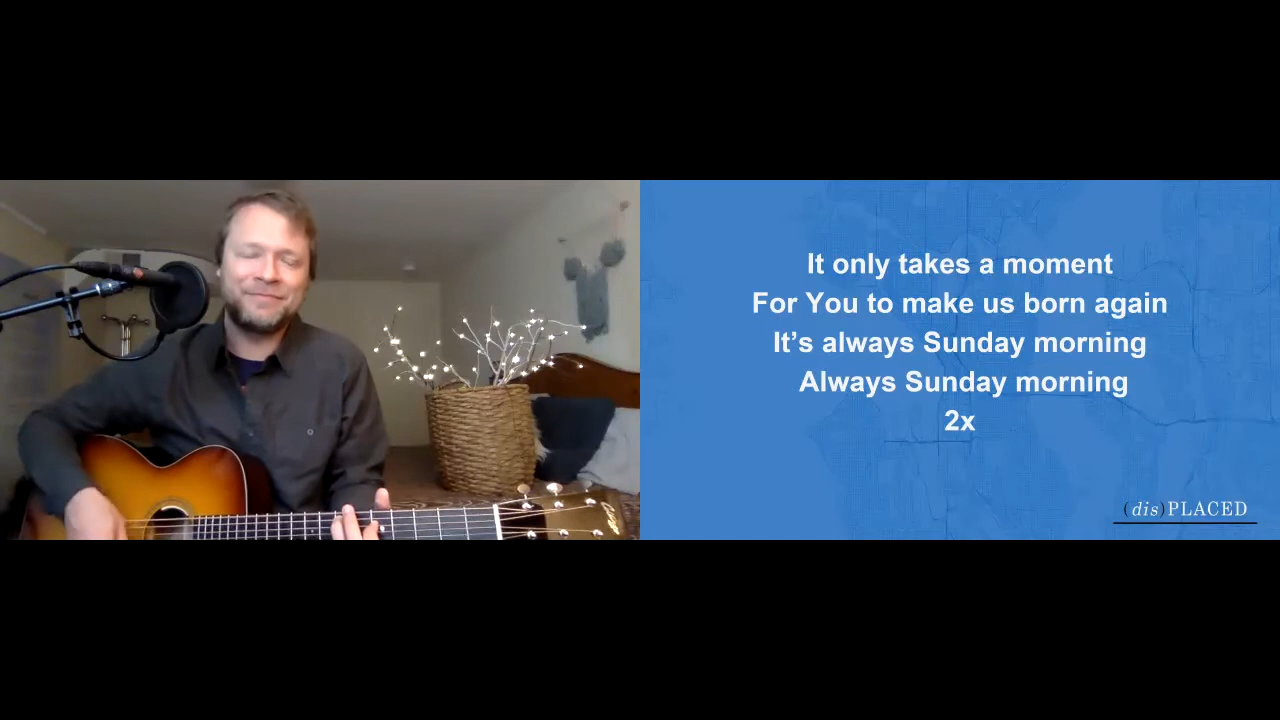 It only takes a moment
For You to make us born again
It’s always Sunday morning
Always Sunday morning
2x
(dis)PLACED